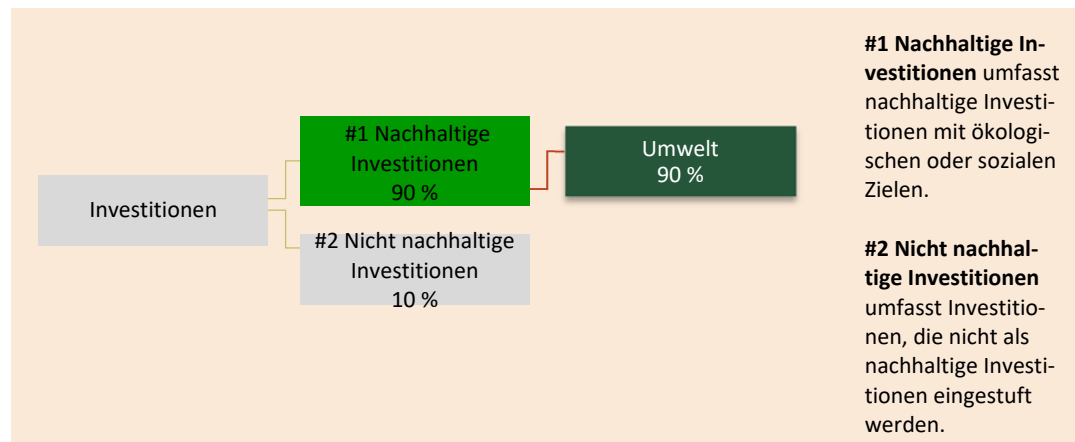 Investitionen
#1 Nachhaltige
Investitionen
90 %
#2 Nicht nachhaltige
Investitionen
10 %
Umwelt
90 %
#1 Nachhaltige In-
vestitionen umfasst
nachhaltige Investi-
tionen mit ökologi-
schen oder sozialen
Zielen.
#2 Nicht nachhal-
tige Investitionen
umfasst Investitio-
nen, die nicht als
nachhaltige Investi-
tionen eingestuft
werden.